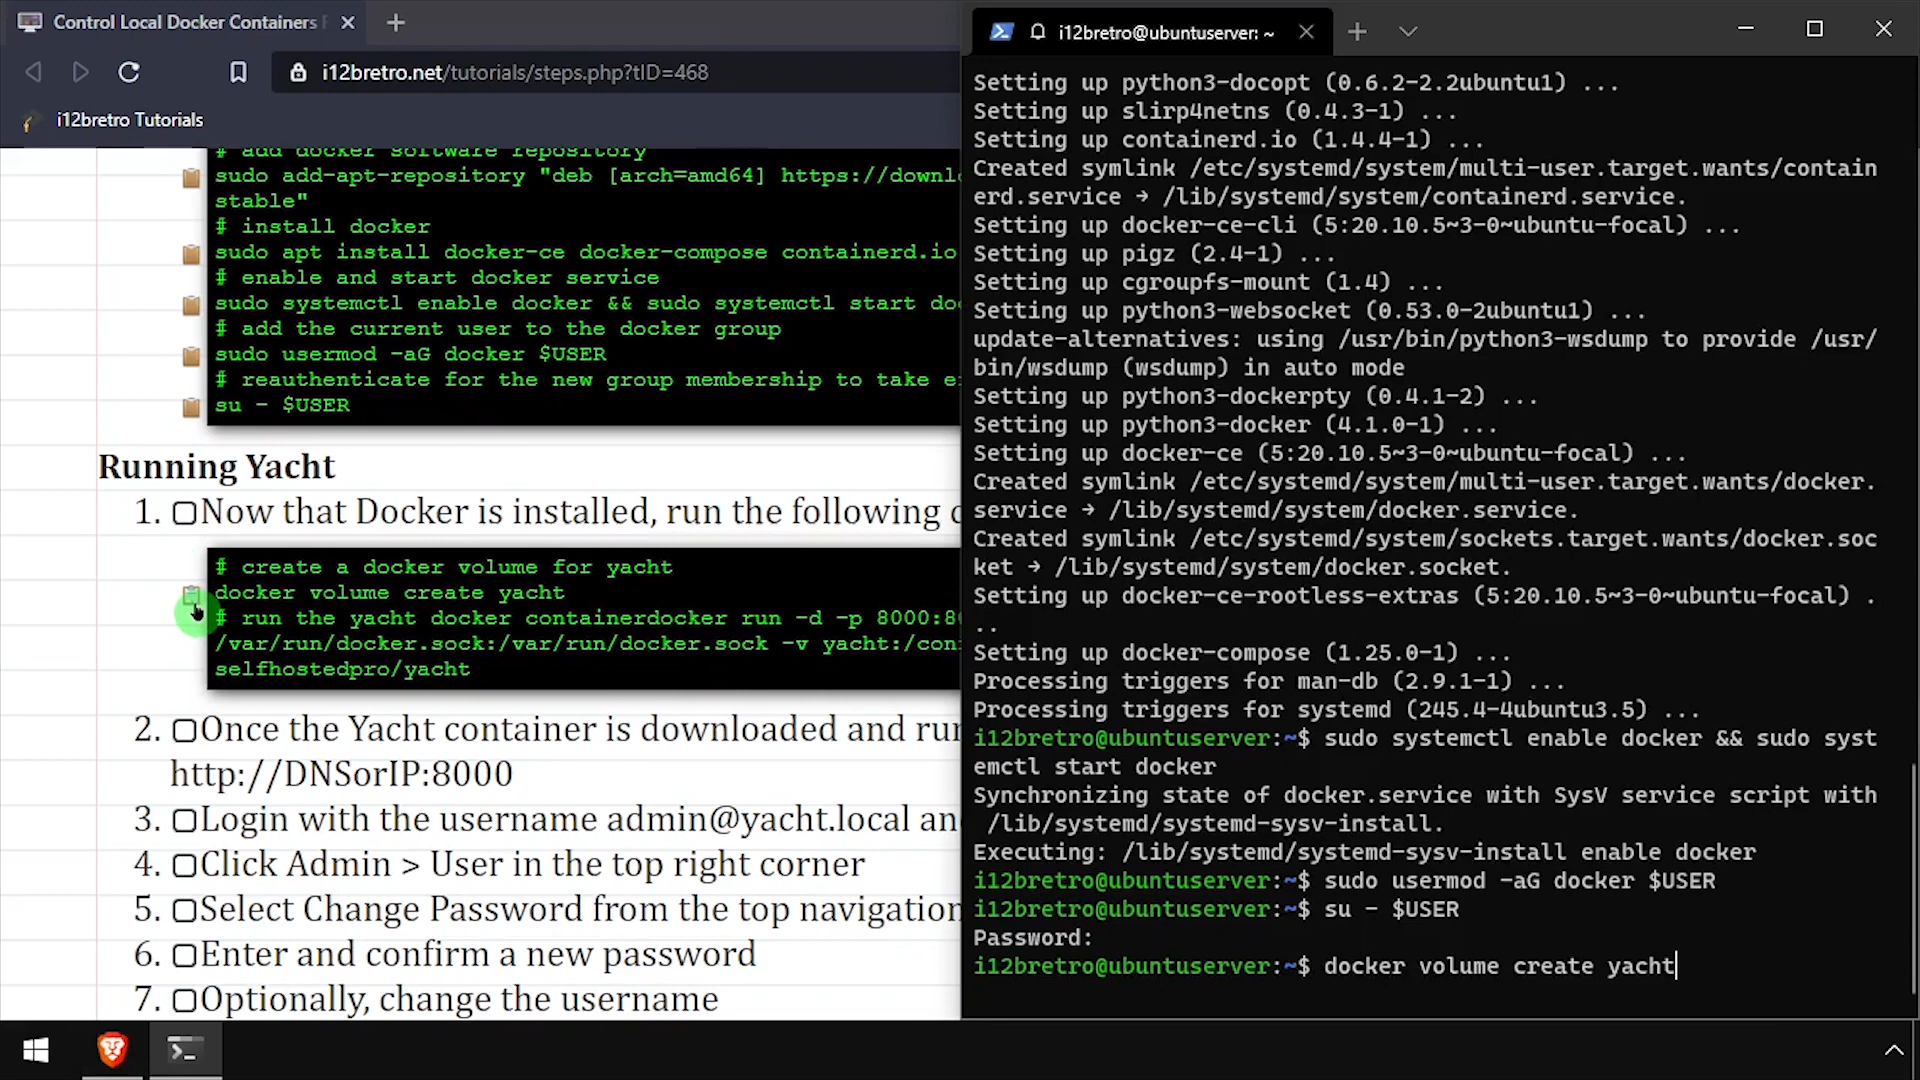 Control Local Docker Containers
i12bretro.net/tutorials/steps.php?tID=468
i12bretro Tutorials
# add docker software repository
sudo add-apt-repository "deb [arch=amd64] https://downl
stable"
# install docker
sudo apt install docker-ce docker-compose containerd.io
# enable and start docker service
sudo systemctl enable docker && sudo systemctl start do
# add the current user to the docker group
sudo usermod -aG docker $USER
# reauthenticate for the new group membership to take e
su - $USER
Running Yacht
1. Now that Docker is installed, run the following
# create a docker volume for yacht
docker volume create yacht
# run the yacht docker containerdocker run -d -p 8000:80
/var/run/docker.sock:/var/run/docker.sock -v yacht:/con
selfhostedpro/yacht
2. Once the Yacht container is downloaded and run
http://DNSorIP:8000
3. Login with the username admin@yacht.local an
4. Click Admin > User in the top right corner
5. Select Change Password from the top navigation
6. Enter and confirm a new password
7. Optionally, change the username
i12bretro@ubuntuserver: ~
Setting up python3-docopt (0.6.2-2.2ubuntu1) ...
Setting up slirp4netns (0.4.3-1) ...
Setting up containerd.io (1.4.4-1) ...
Created symlink /etc/systemd/system/multi-user.target.wants/contain
erd.service → /lib/systemd/system/containerd.service.
Setting up docker-ce-cli (5:20.10.5~3-0~ubuntu-focal) ...
Setting up pigz (2.4-1) ...
Setting up cgroupfs-mount (1.4) ...
Setting up python3-websocket (0.53.0-2ubuntu1) ...
update-alternatives: using /usr/bin/python3-wsdump to provide /usr/
bin/wsdump (wsdump) in auto mode
Setting up python3-dockerpty (0.4.1-2) ...
Setting up python3-docker (4.1.0-1) ...
Setting up docker-ce (5:20.10.5~3-0~ubuntu-focal) ...
Created symlink /etc/systemd/system/multi-user.target.wants/docker.
service → /lib/systemd/system/docker.service.
Created symlink /etc/systemd/system/sockets.target.wants/docker.soc
ket → /lib/systemd/system/docker.socket.
Setting up docker-ce-rootless-extras (5:20.10.5~3-0~ubuntu-focal) .
..
Setting up docker-compose (1.25.0-1) ...
Processing triggers for man-db (2.9.1-1) ...
Processing triggers for systemd (245.4-4ubuntu3.5) ...
i12bretro@ubuntuserver:~$ sudo systemctl enable docker && sudo syst
emctl start docker
Synchronizing state of docker.service with SysV service script with
/lib/systemd/systemd-sysv-install.
Executing: /lib/systemd/systemd-sysv-install enable docker
i12bretro@ubuntuserver:~$ sudo usermod -aG docker $USER
i12bretro@ubuntuserver:~$ su - $USER
Password:
i12bretro@ubuntuserver:~$ docker volume create yacht